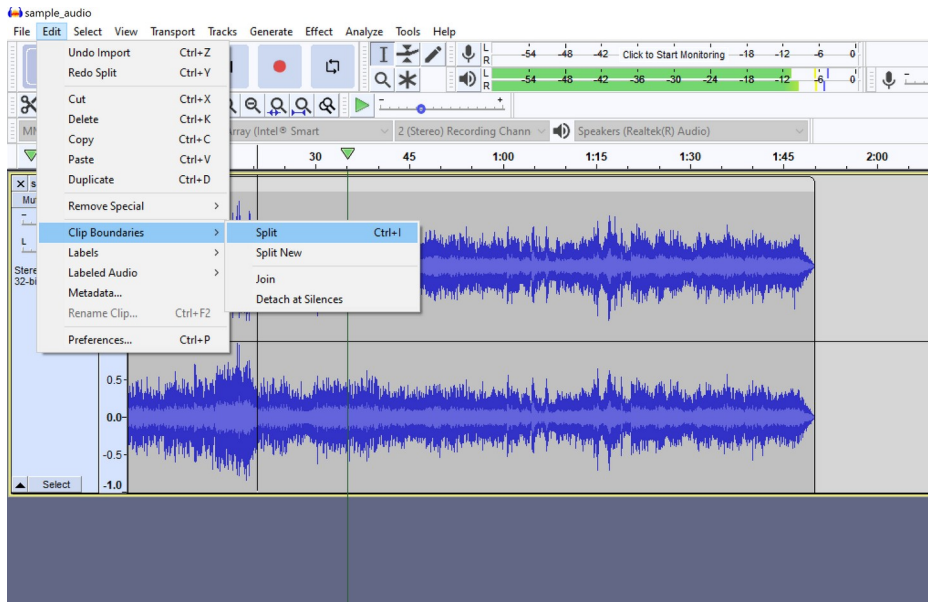 sample_audio
File Edit Select View Transport Tracks Generate Effect Analyze Tools Help
Undo Import Ctrl+Z
Redo Split Ctrl+Y
Cut Ctrl+X
Delete Ctrl+K
Copy Ctrl+C
Paste Ctrl+V
Duplicate Ctrl+D
Remove Special >
Clip Boundaries >
Labels >
Labeled Audio >
Metadata...
Rename Clip... Ctrl+F2
Preferences... Ctrl+P
Split Ctrl+I
Split New
Join
Detach at Silences
L
R
-54 -48 -42 Click to Start Monitoring -18 -12 -6 0
L
R
-54 -48 -42 -36 -30 -24 -18 -12 -6 0
- +
(Intel® Smart
2 (Stereo) Recording Chann
Speakers (Realtek(R) Audio)
30 45 1:00 1:15 1:30 1:45 2:00
X
-
L
32-bi
0.5
0.0
-0.5
-1.0
Select